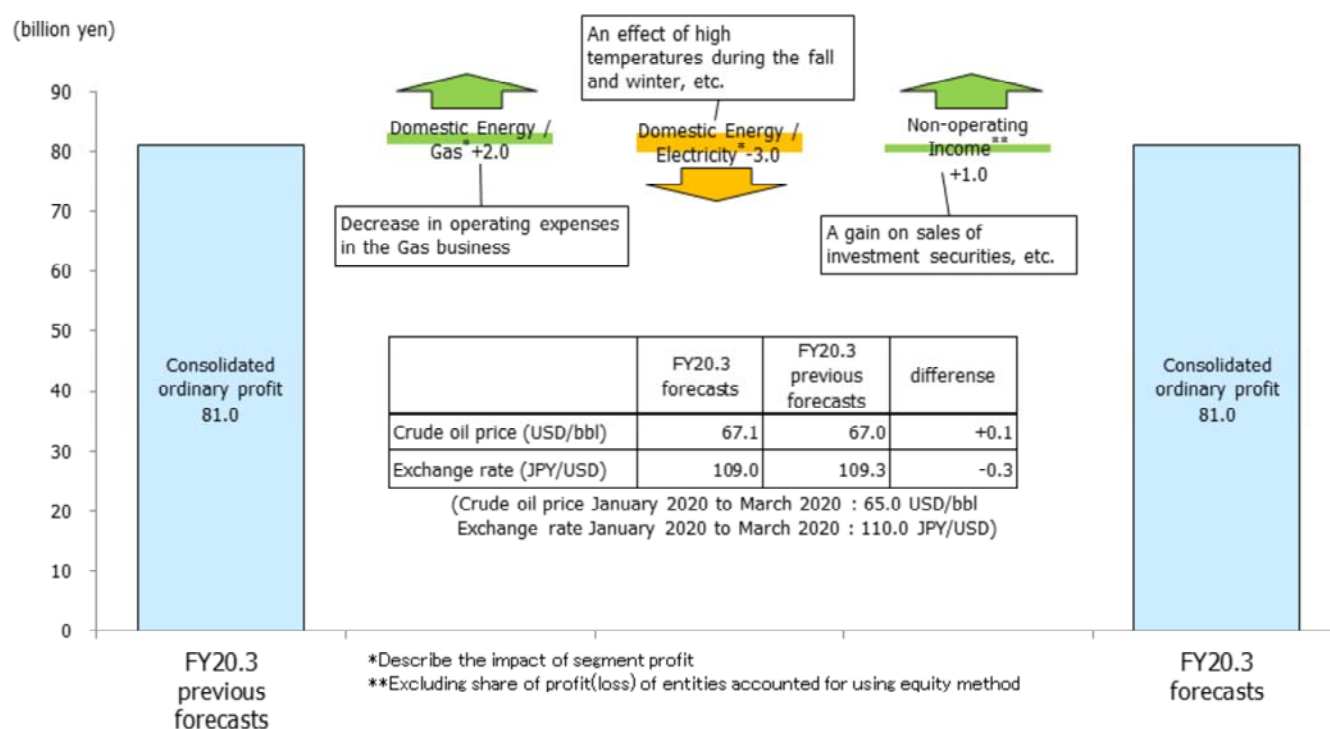 (billion yen)
90
80
70
60
50
40
30
20
10
0
Consolidated
ordinary profit
81.0
FY20.3
previous
forecasts
Domestic Energy /
Gas*+2.0
Decrease in operating expenses
in the Gas business
An effect of high
temperatures during the fall
and winter, etc.
Domestic Energy /
Electricity*-3.0
Non-operating
Income**
+1.0
A gain on sales of
investment securities, etc.
FY20.3
forecasts
FY20.3
previous
forecasts
differense
Crude oil price (USD/bbl) 67.1 67.0 +0.1
Exchange rate (JPY/USD) 109.0 109.3 -0.3
(Crude oil price January 2020 to March 2020 : 65.0 USD/bbl
Exchange rate January 2020 to March 2020 : 110.0 JPY/USD)
Consolidated
ordinary profit
81.0
FY20.3
forecasts
*Describe the impact of segment profit
**Excluding share of profit(loss) of entities accounted for using equity method